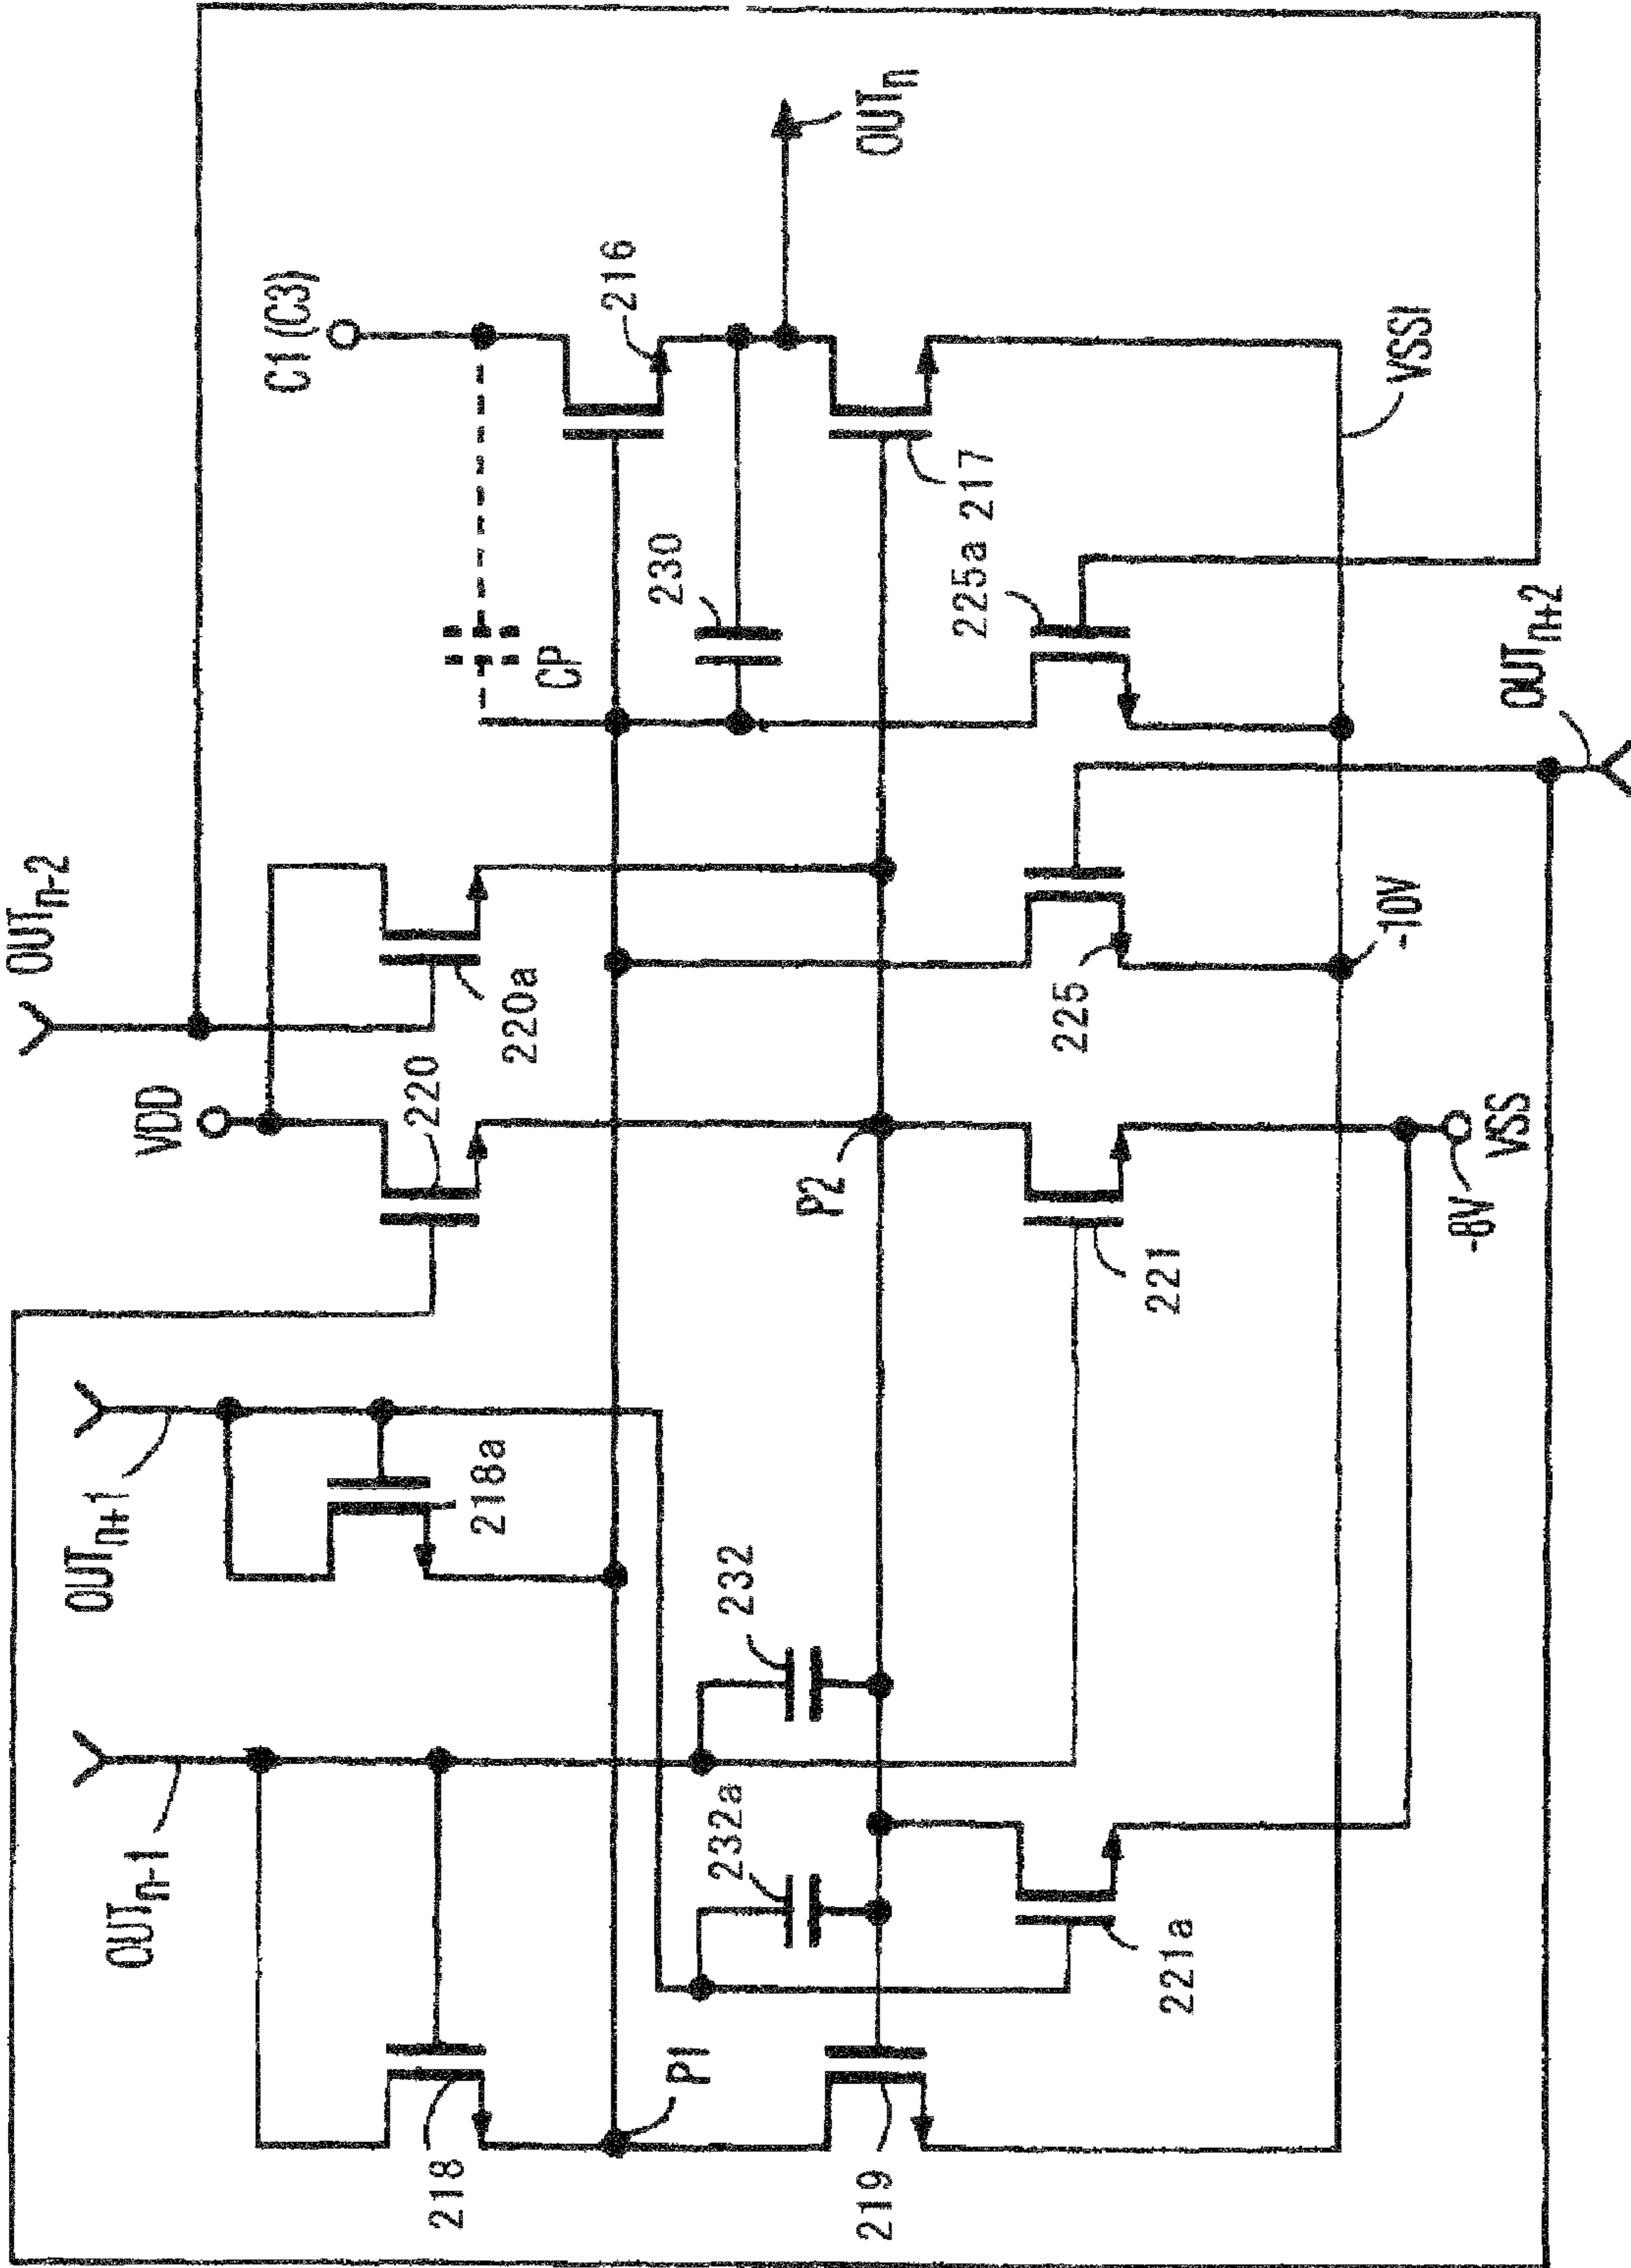 OUTn-2
C1 (C3)
VDD
OUTn+1
OUTn-1
220
220a
216
218a
218
CP
230
OUTn
232
232a
P1
P2
217
225a
219
221
225
221a
-10V
VSS1
-8V
VSS
OUTn+2